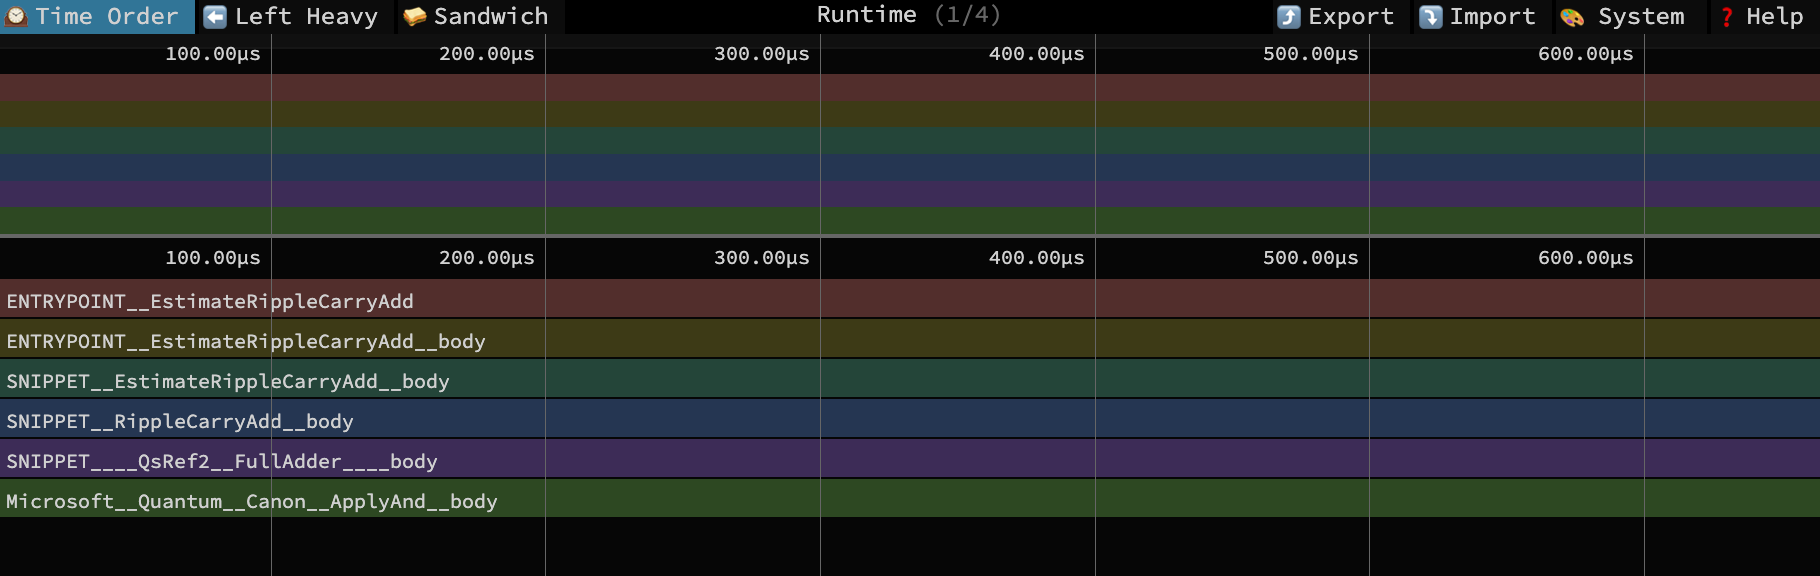 Time Order Left Heavy Sandwich Runtime (1/4) Export Import System Help
100.00µs 200.00µs 300.00µs 400.00µs 500.00µs 600.00µs
100.00µs 200.00µs 300.00µs 400.00µs 500.00µs 600.00µs
ENTRYPOINT__EstimateRippleCarryAdd
ENTRYPOINT__EstimateRippleCarryAdd__body
SNIPPET__EstimateRippleCarryAdd__body
SNIPPET__RippleCarryAdd__body
SNIPPET____QsRef2__FullAdder____body
Microsoft__Quantum__Canon__ApplyAnd__body